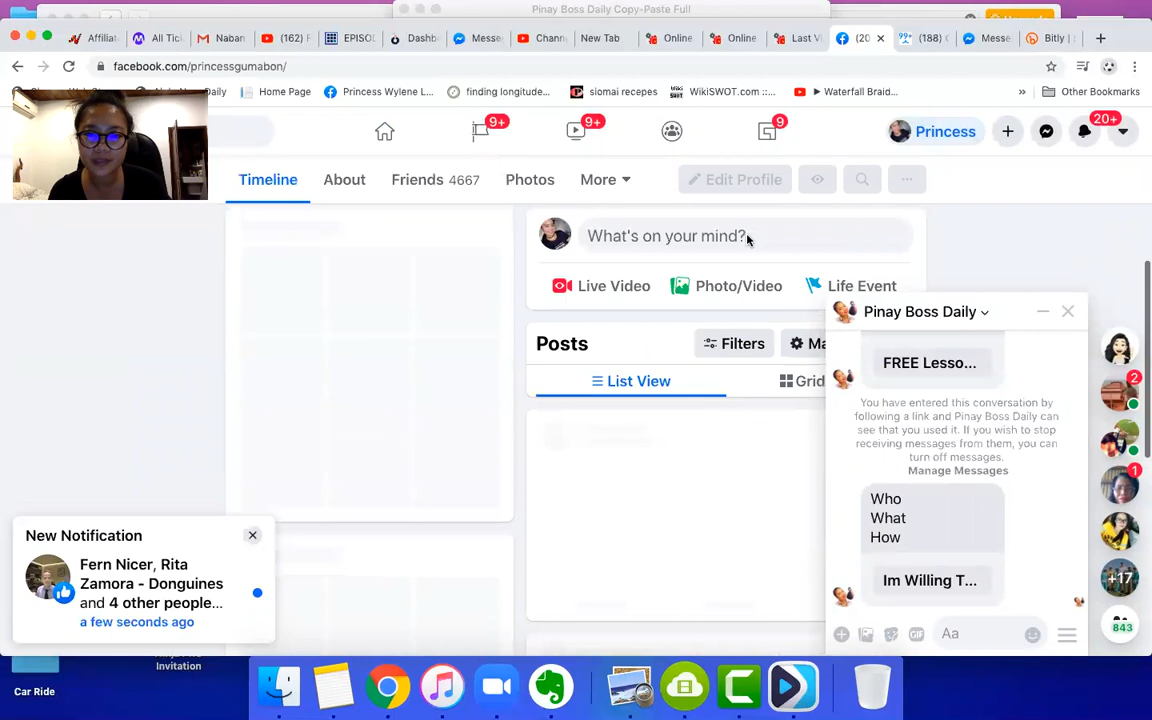 Pinay Boss Daily Copy-Paste Full
Affiliat
All Tic
Naban
(162) F
EPISO
Dashb
Messe
Chann
New Tab
Online
Online
Last V
(20
(188)
Messe
Bitly |
facebook.com/princessgumabon/
Daily
Home Page
Princess Wylene L...
finding longitude...
siomai recepes
WikiSWOT.com ::...
► Waterfall Braid...
»
Other Bookmarks
9+
9+
9
Princess
20+
Timeline
About
Friends 4667
Photos
More
Edit Profile
What's on your mind?
Live Video
Photo/Video
Life Event
Posts
Filters
Ma
List View
Grid
Pinay Boss Daily
FREE Lesso...
You have entered this conversation by
following a link and Pinay Boss Daily can
see that you used it. If you wish to stop
receiving messages from them, you can
turn off messages.
Manage Messages
Who
What
How
Im Willing T...
Aa
GIF
2
1
+17
843
New Notification
Fern Nicer, Rita
Zamora - Donguines
and 4 other people...
a few seconds ago
Car Ride
Invitation